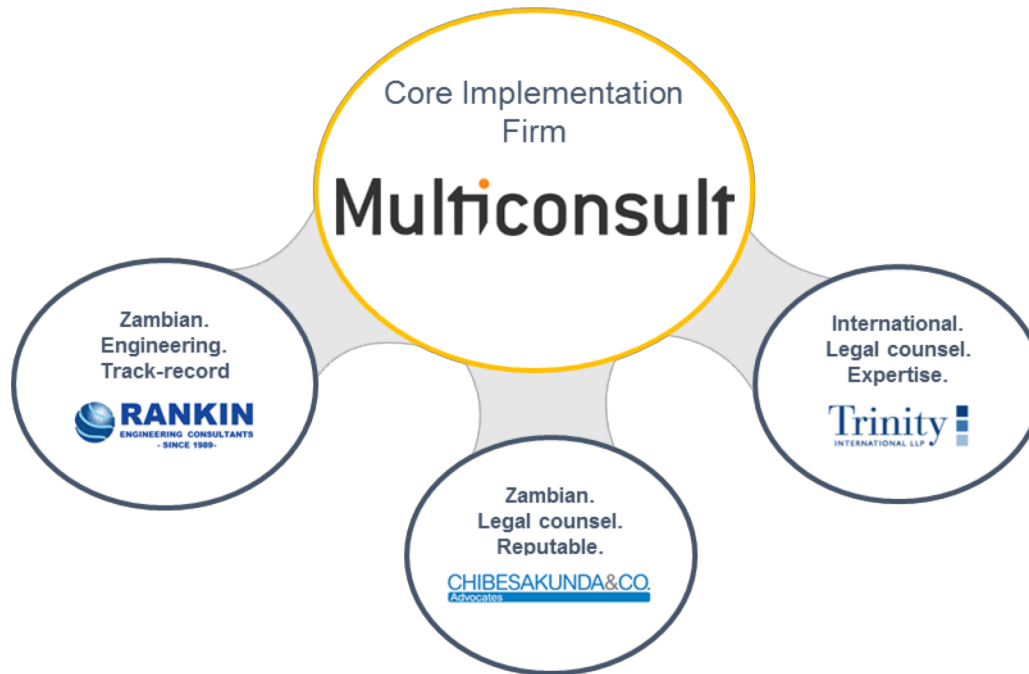 Core Implementation
Firm
Multiconsult
Zambian.
Engineering.
Track-record
RANKIN
ENGINEERING CONSULTANTS
- SINCE 1989-
Zambian.
Legal counsel.
Reputable.
CHIBESAKUNDA&CO.
Advocates
International.
Legal counsel.
Expertise.
Trinity
INTERNATIONAL LLP